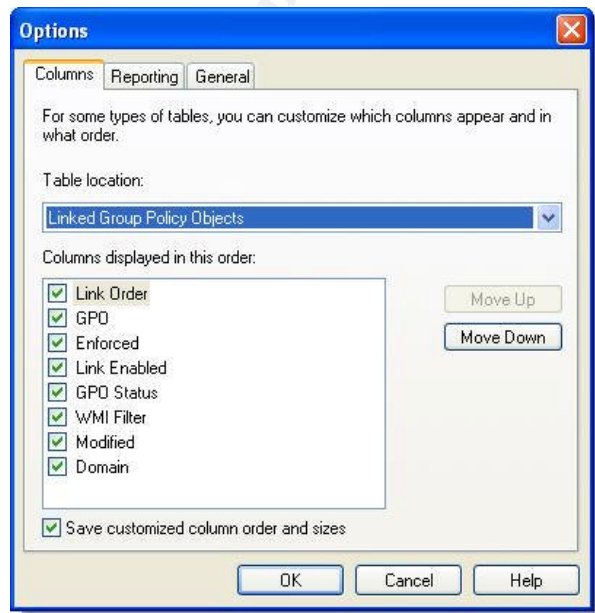 Options
Columns Reporting General
For some types of tables, you can customize which columns appear and in
what order.
Table location:
Linked Group Policy Objects
Columns displayed in this order:
Link Order
GPO
Enforced
Link Enabled
GPO Status
WMI Filter
Modified
Domain
Move Up
Move Down
Save customized column order and sizes
OK Cancel Help